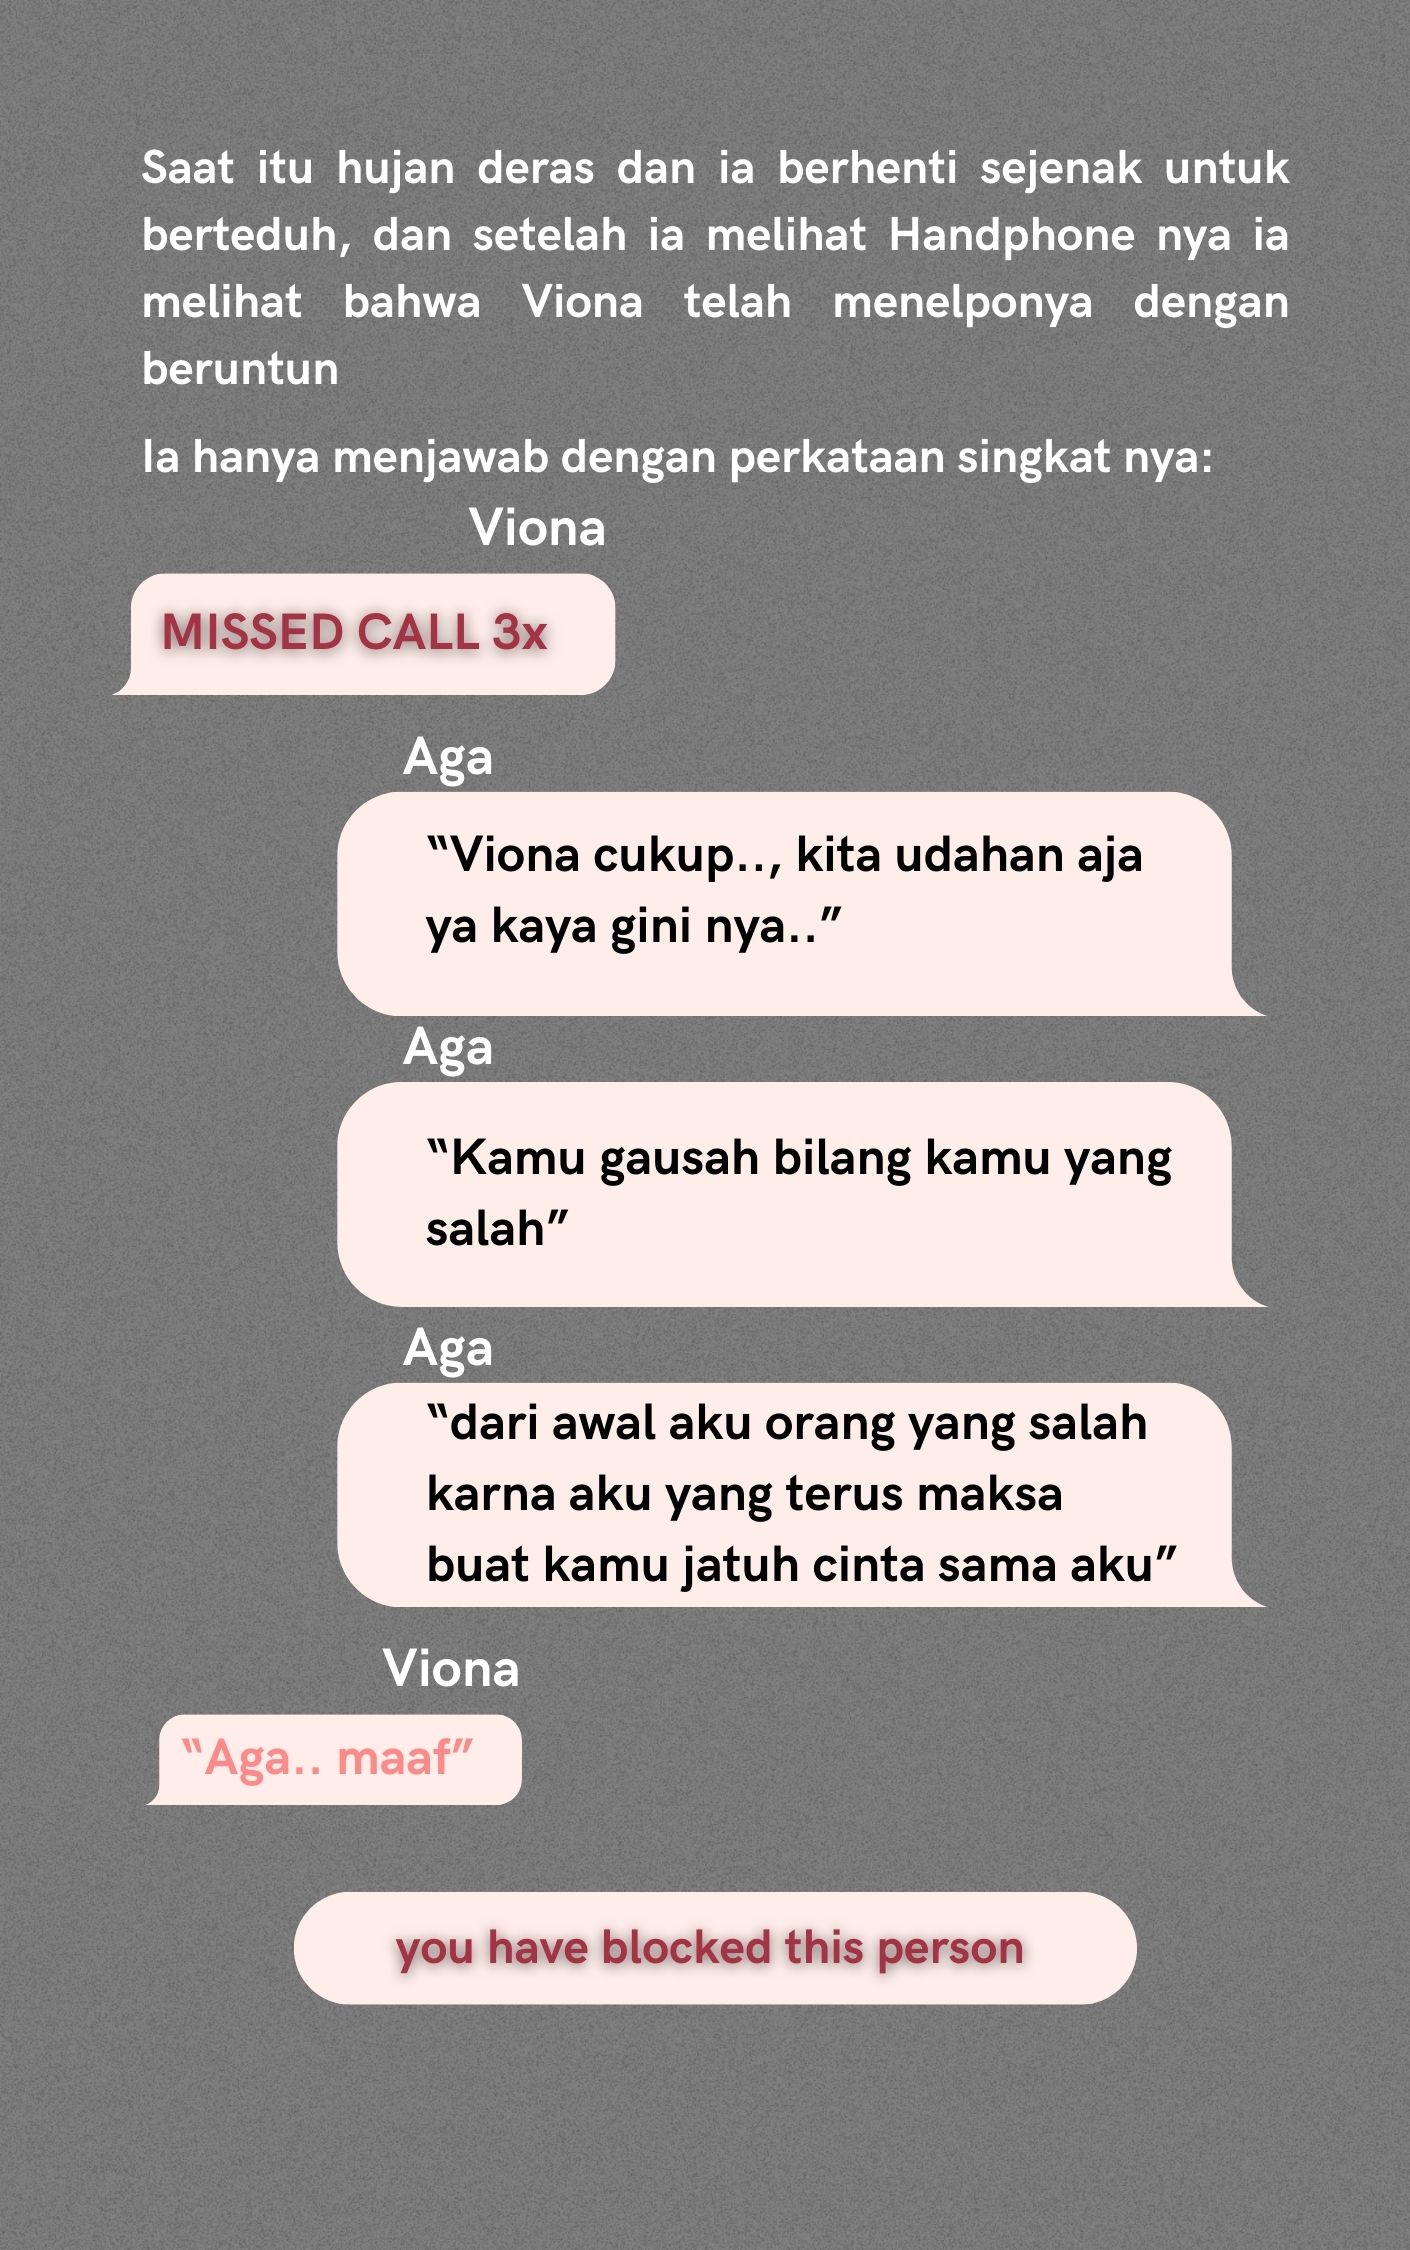 Saat itu hujan deras dan ia berhenti sejenak untuk
berteduh, dan setelah ia melihat Handphone nya ia
melihat bahwa Viona telah menelponya dengan
beruntun
Ia hanya menjawab dengan perkataan singkat nya:
Viona
MISSED CALL 3x
Aga
“Viona cukup.., kita udahan aja
ya kaya gini nya..”
Aga
“Kamu gausah bilang kamu yang
salah”
Aga
“dari awal aku orang yang salah
karna aku yang terus maksa
buat kamu jatuh cinta sama aku”
Viona
“Aga.. maaf”
you have blocked this person